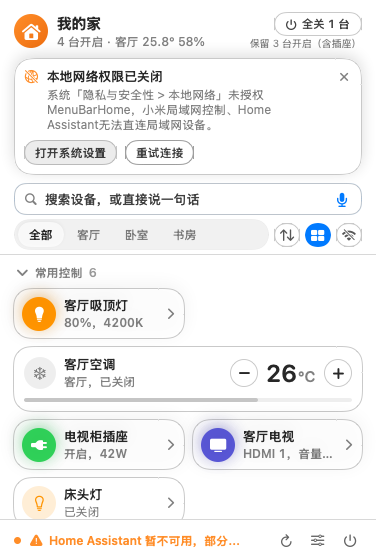 我的家
4 台开启 · 客厅 25.8° 58%
全关 1 台
保留 3 台开启（含插座）
本地网络权限已关闭
系统「隐私与安全性 > 本地网络」未授权
MenuBarHome，小米局域网控制、Home
Assistant无法直连局域网设备。
打开系统设置
重试连接
搜索设备，或直接说一句话
全部
客厅
卧室
书房
常用控制 6
客厅吸顶灯
80%，4200K
客厅空调
客厅，已关闭
26°C
电视柜插座
开启，42W
客厅电视
HDMI 1，音量...
床头灯
已关闭
Home Assistant 暂不可用，部分...